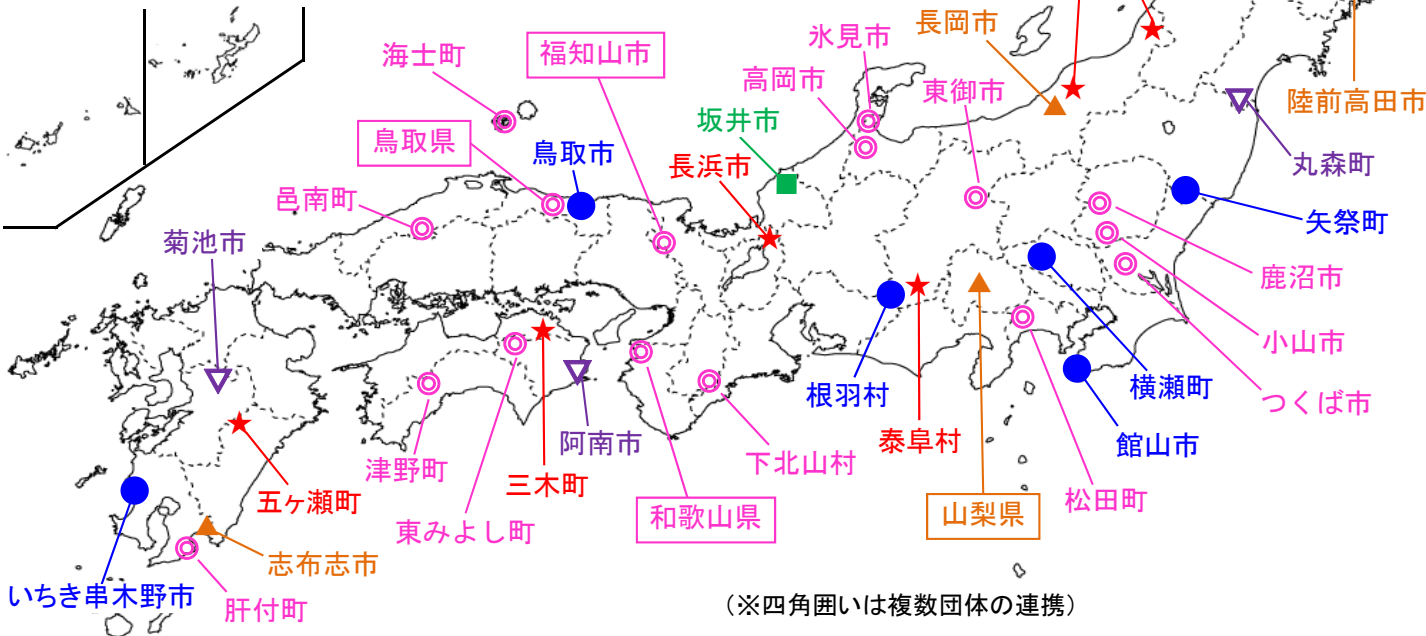 長岡市
氷見市
海士町
福知山市
高岡市
東御市
陸前高田市
坂井市
鳥取県
鳥取市
長浜市
丸森町
邑南町
矢祭町
菊池市
鹿沼市
小山市
横瀬町
根羽村
つくば市
阿南市
泰阜村
館山市
下北山村
津野町
三木町
五ヶ瀬町
松田町
和歌山県
山梨県
東みよし町
志布志市
いちき串木野市
肝付町
(※四角囲いは複数団体の連携)